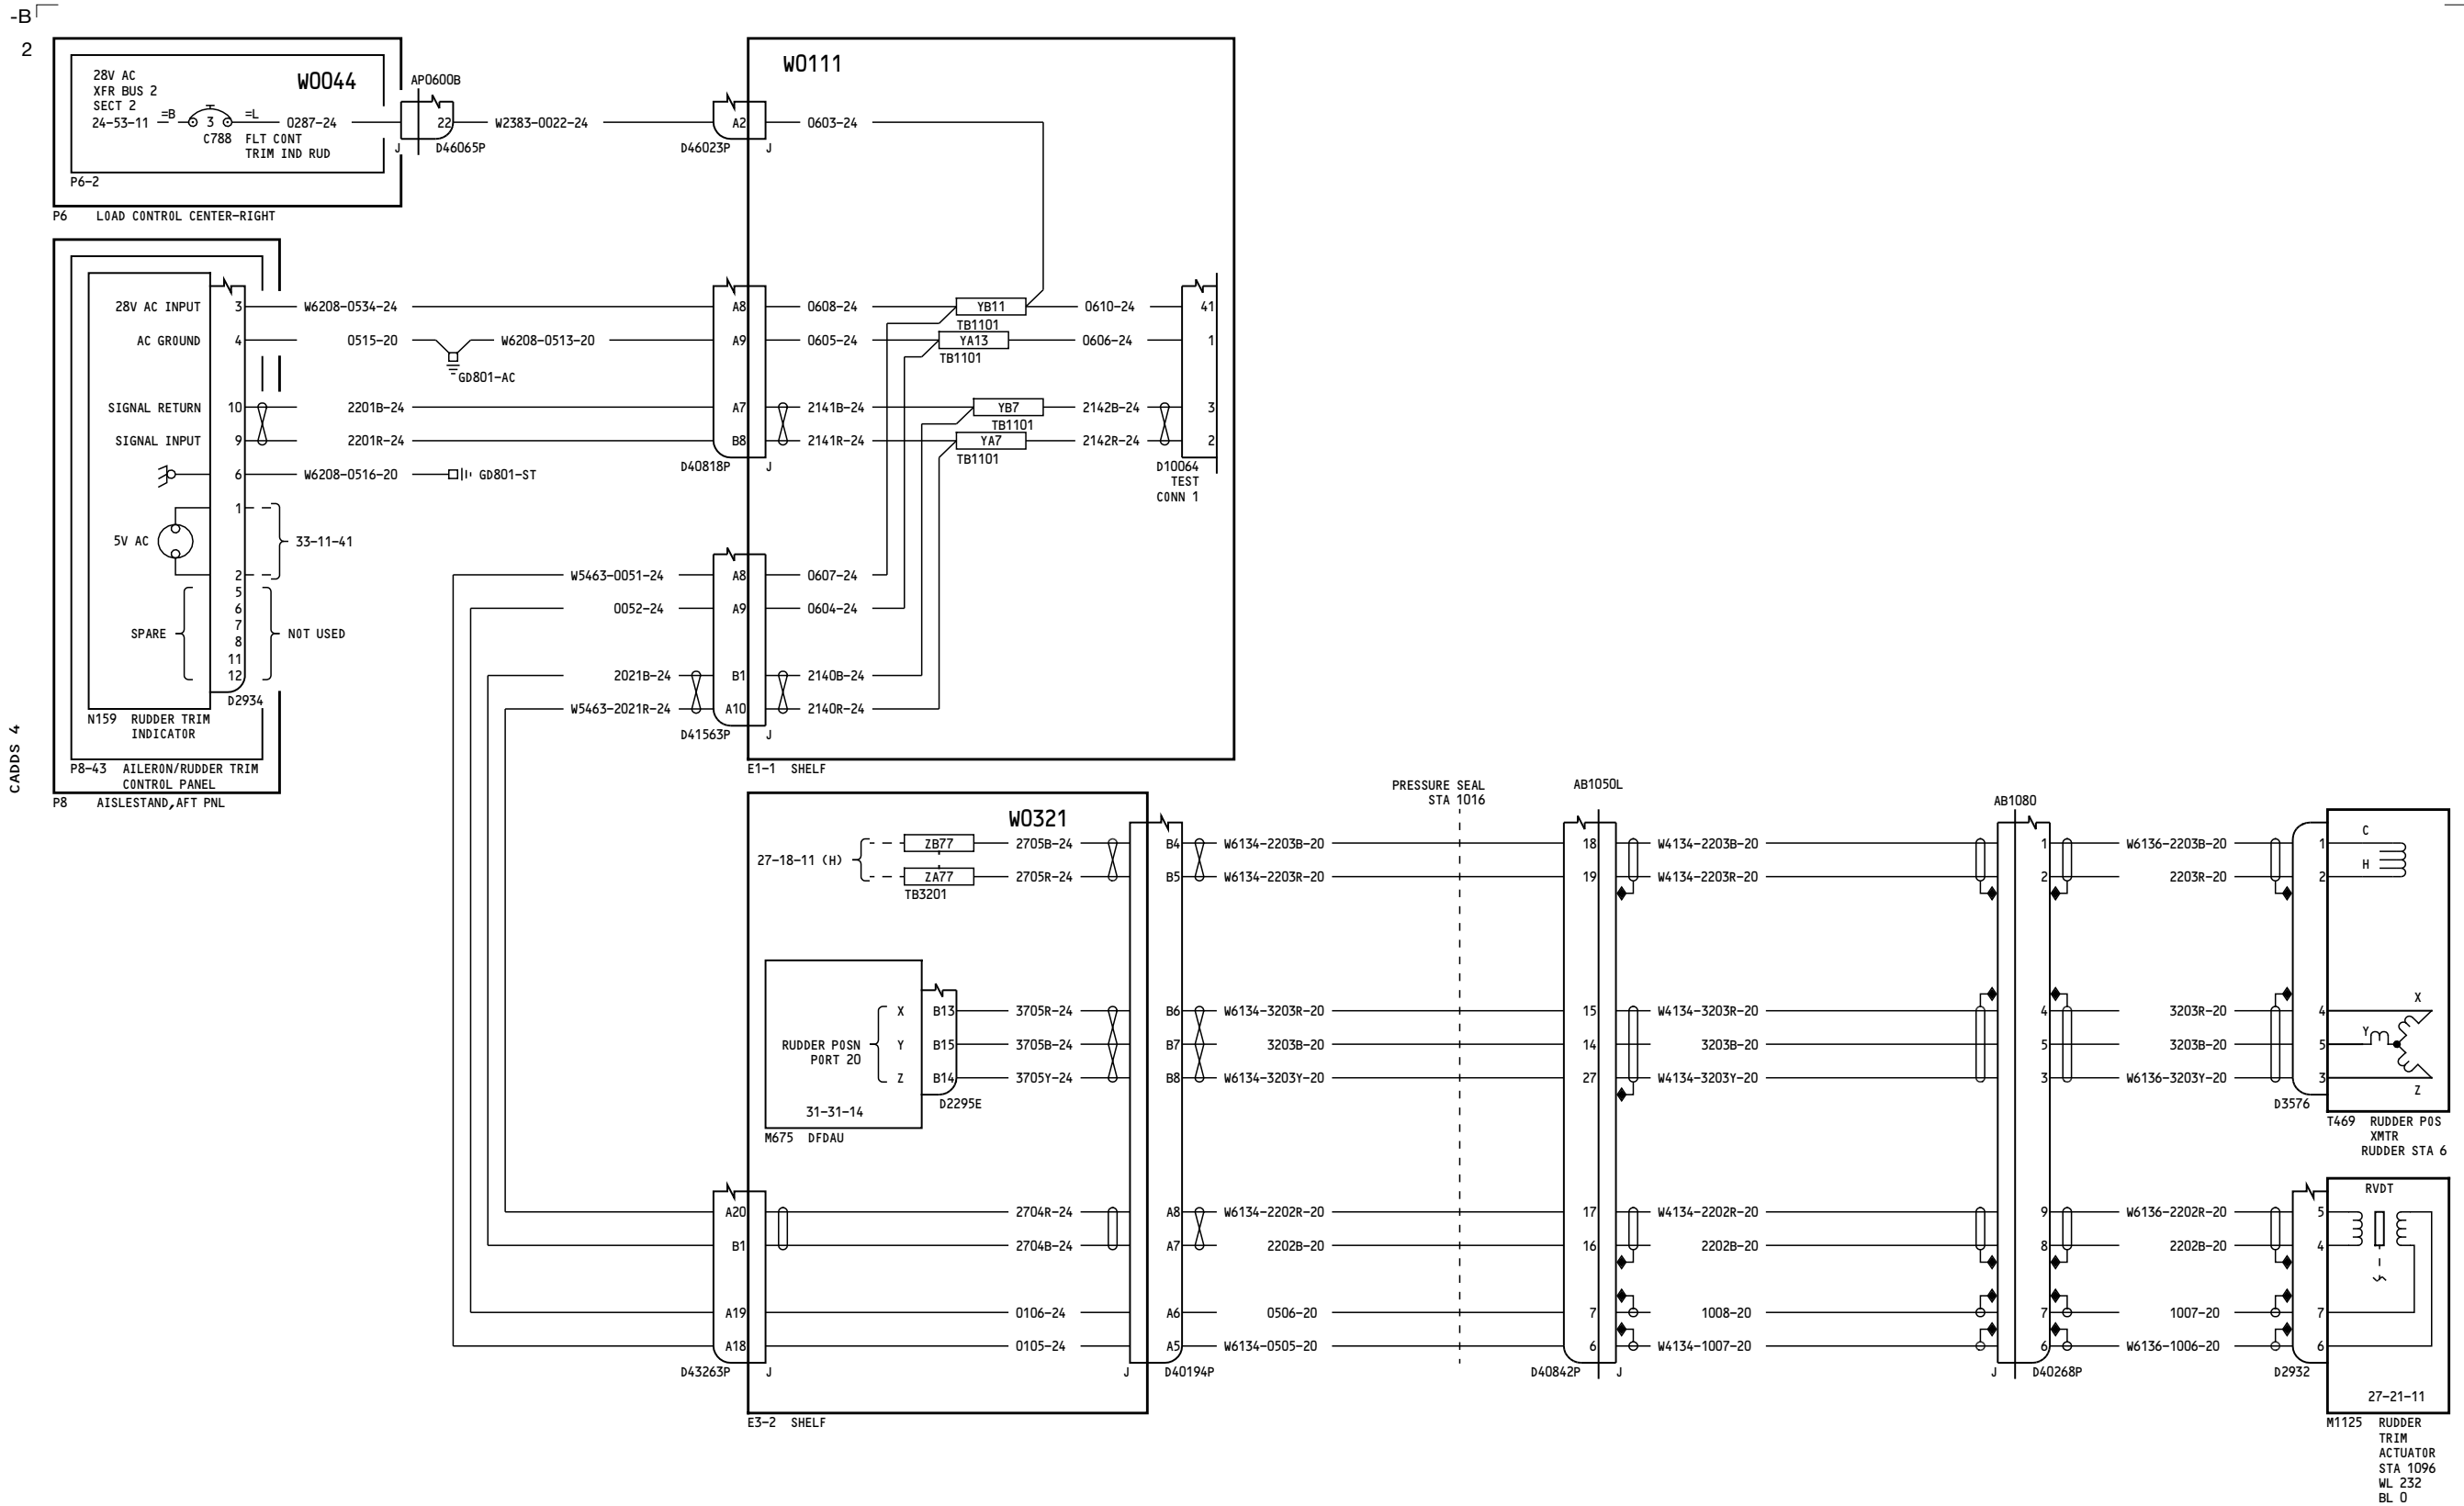 -B
2
28V AC
XFR BUS 2
SECT 2
24-53-11
=B
3
=L
0287-24
C788
FLT CONT
TRIM IND RUD
W0044
P6-2
P6 LOAD CONTROL CENTER-RIGHT
AP0600B
22
J
D46065P
W2383-0022-24
W0111
A2
D46023P
J
0603-24
28V AC INPUT
3
W6208-0534-24
A8
0608-24
YB11
TB1101
0610-24
41
AC GROUND
4
0515-20
W6208-0513-20
GD801-AC
A9
0605-24
YA13
TB1101
0606-24
1
SIGNAL RETURN
10
2201B-24
A7
2141B-24
YB7
TB1101
2142B-24
3
SIGNAL INPUT
9
2201R-24
B8
2141R-24
YA7
TB1101
2142R-24
2
D40818P
J
D10064
TEST
CONN 1
6
W6208-0516-20
GD801-ST
1
5V AC
33-11-41
2
5
6
7
8
11
12
SPARE
NOT USED
D2934
N159 RUDDER TRIM
INDICATOR
P8-43 AILERON/RUDDER TRIM
CONTROL PANEL
P8 AISLESTAND,AFT PNL
CADDS 4
W5463-0051-24
A8
0607-24
0052-24
A9
0604-24
2021B-24
B1
2140B-24
W5463-2021R-24
A10
2140R-24
D41563P
J
E1-1 SHELF
W0321
27-18-11 (H)
ZB77
2705B-24
B4
W6134-2203B-20
ZA77
TB3201
2705R-24
B5
W6134-2203R-20
PRESSURE SEAL
STA 1016
AB1050L
18
W4134-2203B-20
19
W4134-2203R-20
AB1080
1
W6136-2203B-20
2
2203R-20
1
2
C
H
RUDDER POSN
PORT 20
X
B13
3705R-24
B6
W6134-3203R-20
15
W4134-3203R-20
4
3203R-20
4
X
Y
B15
3705B-24
B7
3203B-20
14
3203B-20
5
3203B-20
5
Y
Z
B14
3705Y-24
B8
W6134-3203Y-20
27
W4134-3203Y-20
3
W6136-3203Y-20
3
Z
31-31-14
D2295E
M675 DFDAU
D3576
T469 RUDDER POS
XMTR
RUDDER STA 6
RVDT
A20
2704R-24
A8
W6134-2202R-20
17
W4134-2202R-20
9
W6136-2202R-20
5
B1
2704B-24
A7
2202B-20
16
2202B-20
8
2202B-20
4
A19
0106-24
A6
0506-20
7
1008-20
7
1007-20
7
A18
0105-24
A5
W6134-0505-20
6
W4134-1007-20
6
W6136-1006-20
6
D43263P
J
J
D40194P
D40842P
J
J
D40268P
D2932
27-21-11
E3-2 SHELF
M1125 RUDDER
TRIM
ACTUATOR
STA 1096
WL 232
BL 0